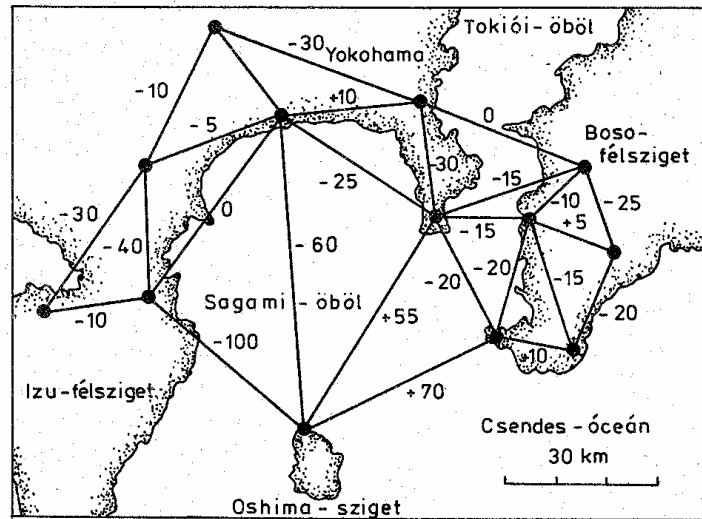 Tokiói-öböl
-30
Yokohama
-10
+10
0
-5
Boso-
félsziget
-30
-15
-25
-10
-25
-30
0
-15
+5
-40
-60
-20
-20
-15
Sagami-öböl
-20
-10
+55
-100
+10
Izu-félsziget
+70
Csendes-óceán
30 km
Oshima-sziget